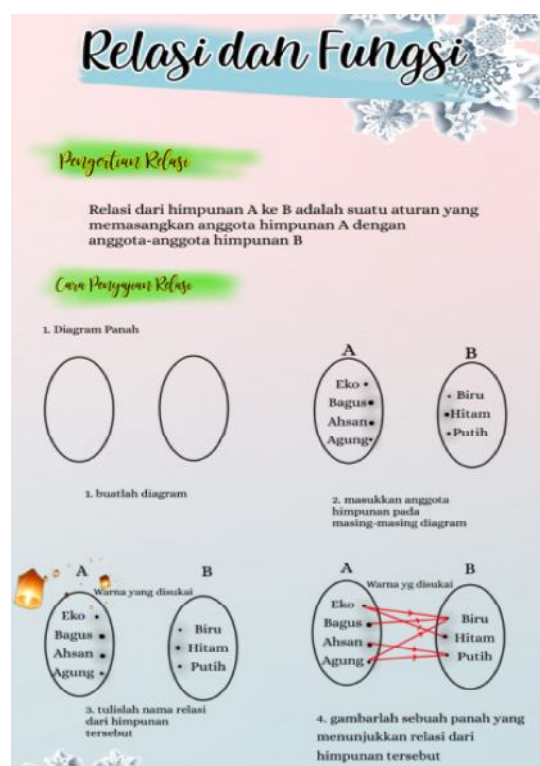 Relasi dan Fungsi
Pengertian Relasi
Relasi dari himpunan A ke B adalah suatu aturan yang
memasangkan anggota himpunan A dengan
anggota-anggota himpunan B
Cara Penyajian Relasi
1. Diagram Panah
1. buatlah diagram
A B
Eko
Bagus
Ahsan
Agung
Biru
Hitam
Putih
2. masukkan anggota
himpunan pada
masing-masing diagram
A B
Warna yang disukai
Eko
Bagus
Ahsan
Agung
Biru
Hitam
Putih
3. tulislah nama relasi
dari himpunan
tersebut
A B
Warna yg disukai
Eko
Bagus
Ahsan
Agung
Biru
Hitam
Putih
4. gambarlah sebuah panah yang
menunjukkan relasi dari
himpunan tersebut